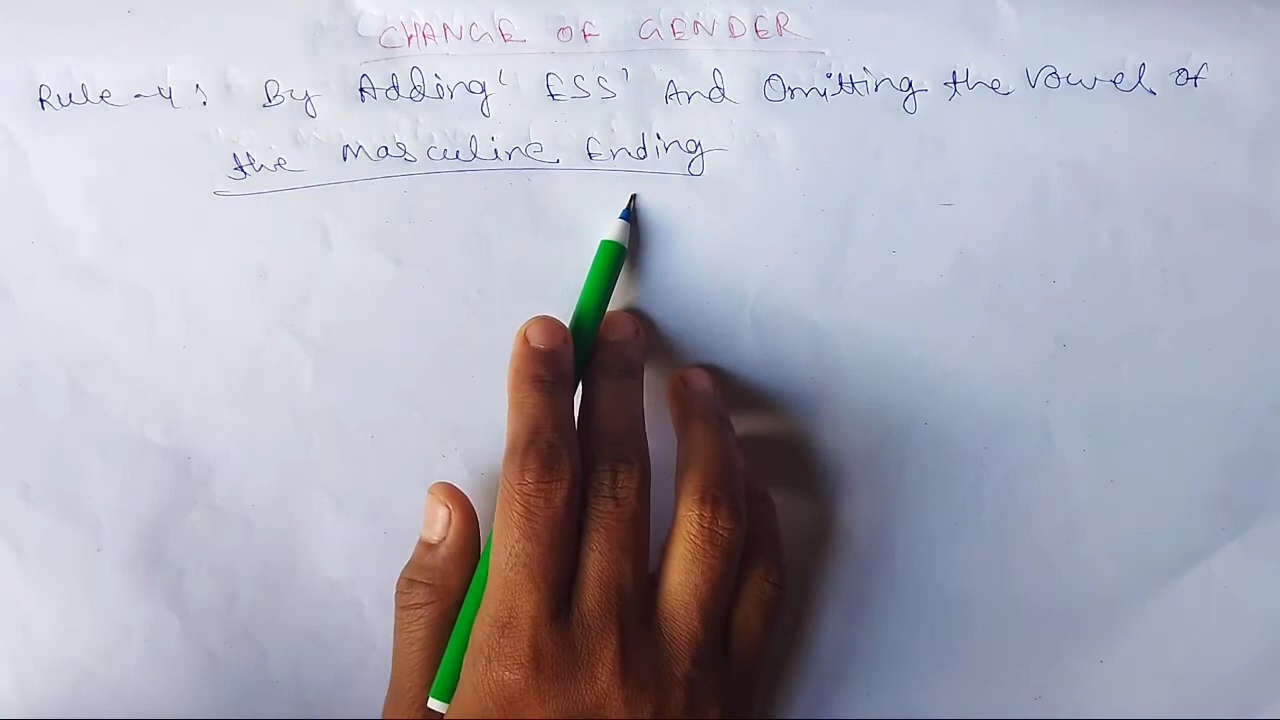 CHANGE OF GENDER
Rule-4: By Adding 'ESS' And Omitting the Vowel of
the Masculine Ending